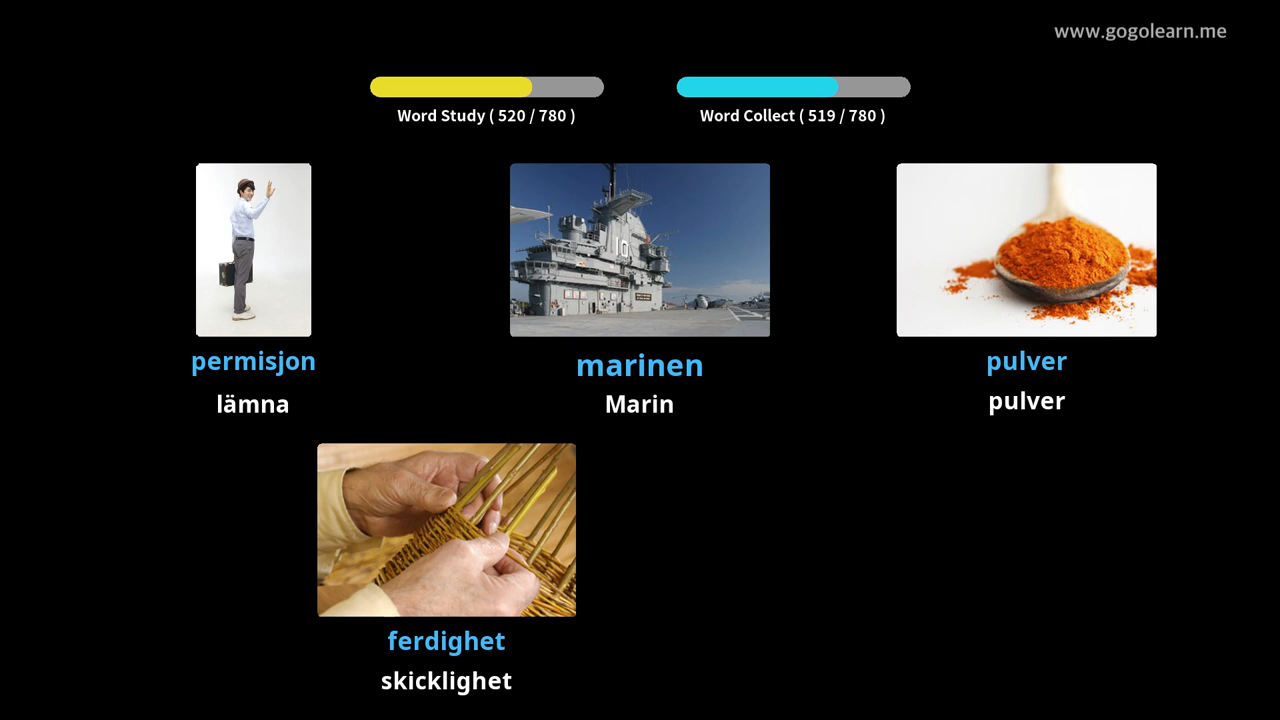 www.gogolearn.me
Word Study ( 520 / 780 )
Word Collect ( 519 / 780 )
permisjon
lämna
marinen
Marin
pulver
pulver
ferdighet
skicklighet